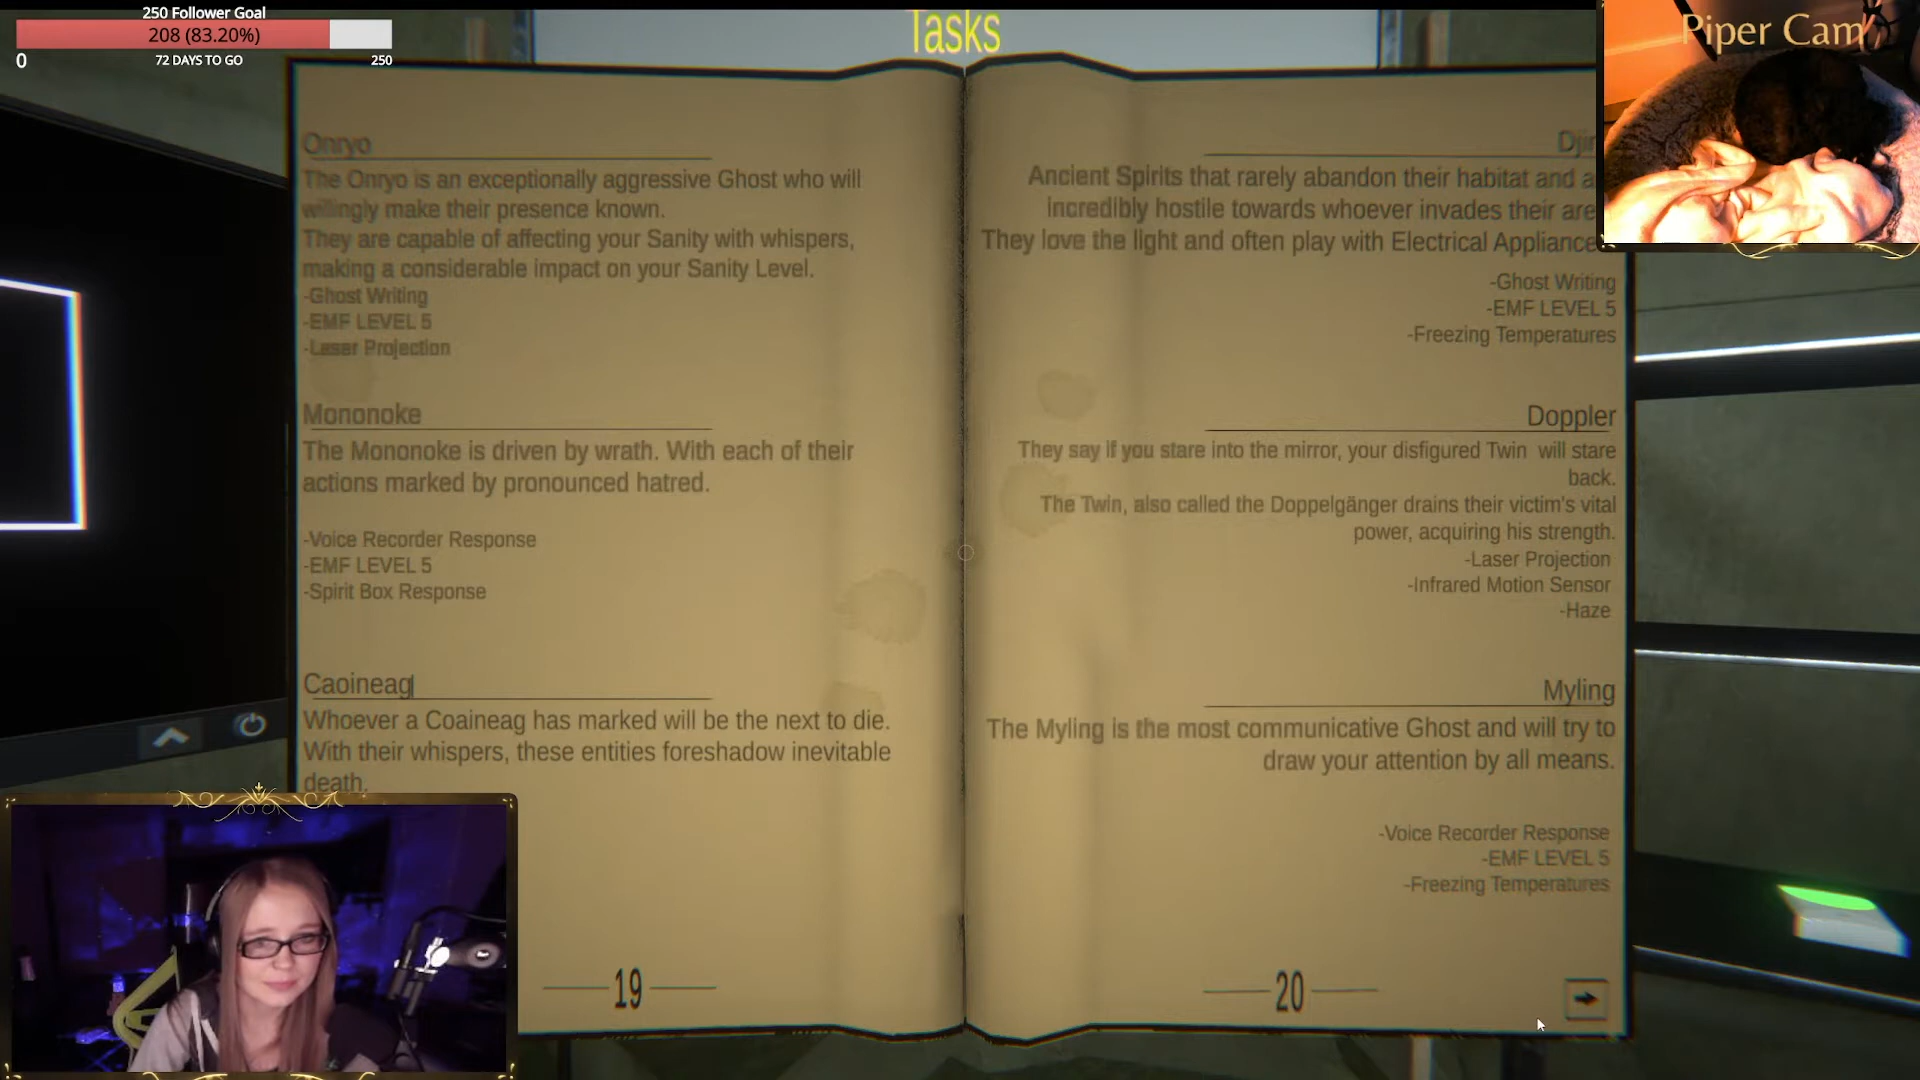 250 Follower Goal
208 (83.20%)
0
72 DAYS TO GO
250
Tasks
Piper Cam
Onryo
The Onryo is an exceptionally aggressive Ghost who will
willingly make their presence known.
They are capable of affecting your Sanity with whispers,
making a considerable impact on your Sanity Level.
-Ghost Writing
-EMF LEVEL 5
-Laser Projection
Mononoke
The Mononoke is driven by wrath. With each of their
actions marked by pronounced hatred.
-Voice Recorder Response
-EMF LEVEL 5
-Spirit Box Response
Caoineag
Whoever a Coaineag has marked will be the next to die.
With their whispers, these entities foreshadow inevitable
death.
19
Ancient Spirits that rarely abandon their habitat and
incredibly hostile towards whoever invades their
They love the light and often play with Electrical Appliance
-Ghost Writing
-EMF LEVEL 5
-Freezing Temperatures
Doppler
They say if you stare into the mirror, your disfigured Twin will stare
back.
The Twin, also called the Doppelgänger drains their victim's vital
power, acquiring his strength.
-Laser Projection
-Infrared Motion Sensor
-Haze
Myling
The Myling is the most communicative Ghost and will try to
draw your attention by all means.
-Voice Recorder Response
-EMF LEVEL 5
-Freezing Temperatures
20